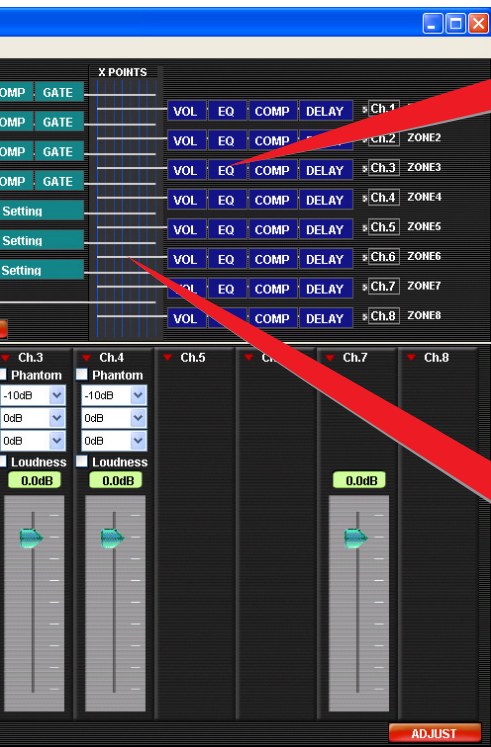 X POINTS
OMP GATE
VOL EQ COMP DELAY Ch.1
OMP GATE
VOL EQ COMP DELAY Ch.2 ZONE2
OMP GATE
VOL EQ COMP DELAY Ch.3 ZONE3
OMP GATE
VOL EQ COMP DELAY Ch.4 ZONE4
Setting
VOL EQ COMP DELAY Ch.5 ZONE5
Setting
VOL EQ COMP DELAY Ch.6 ZONE6
Setting
EQ COMP DELAY Ch.7 ZONE7
VOL COMP DELAY Ch.8 ZONE8
Ch.3 Ch.4 Ch.5 Ch.7 Ch.8
Phantom Phantom
-10dB -10dB
0dB 0dB
0dB 0dB
Loudness Loudness
0.0dB 0.0dB 0.0dB
ADJUST